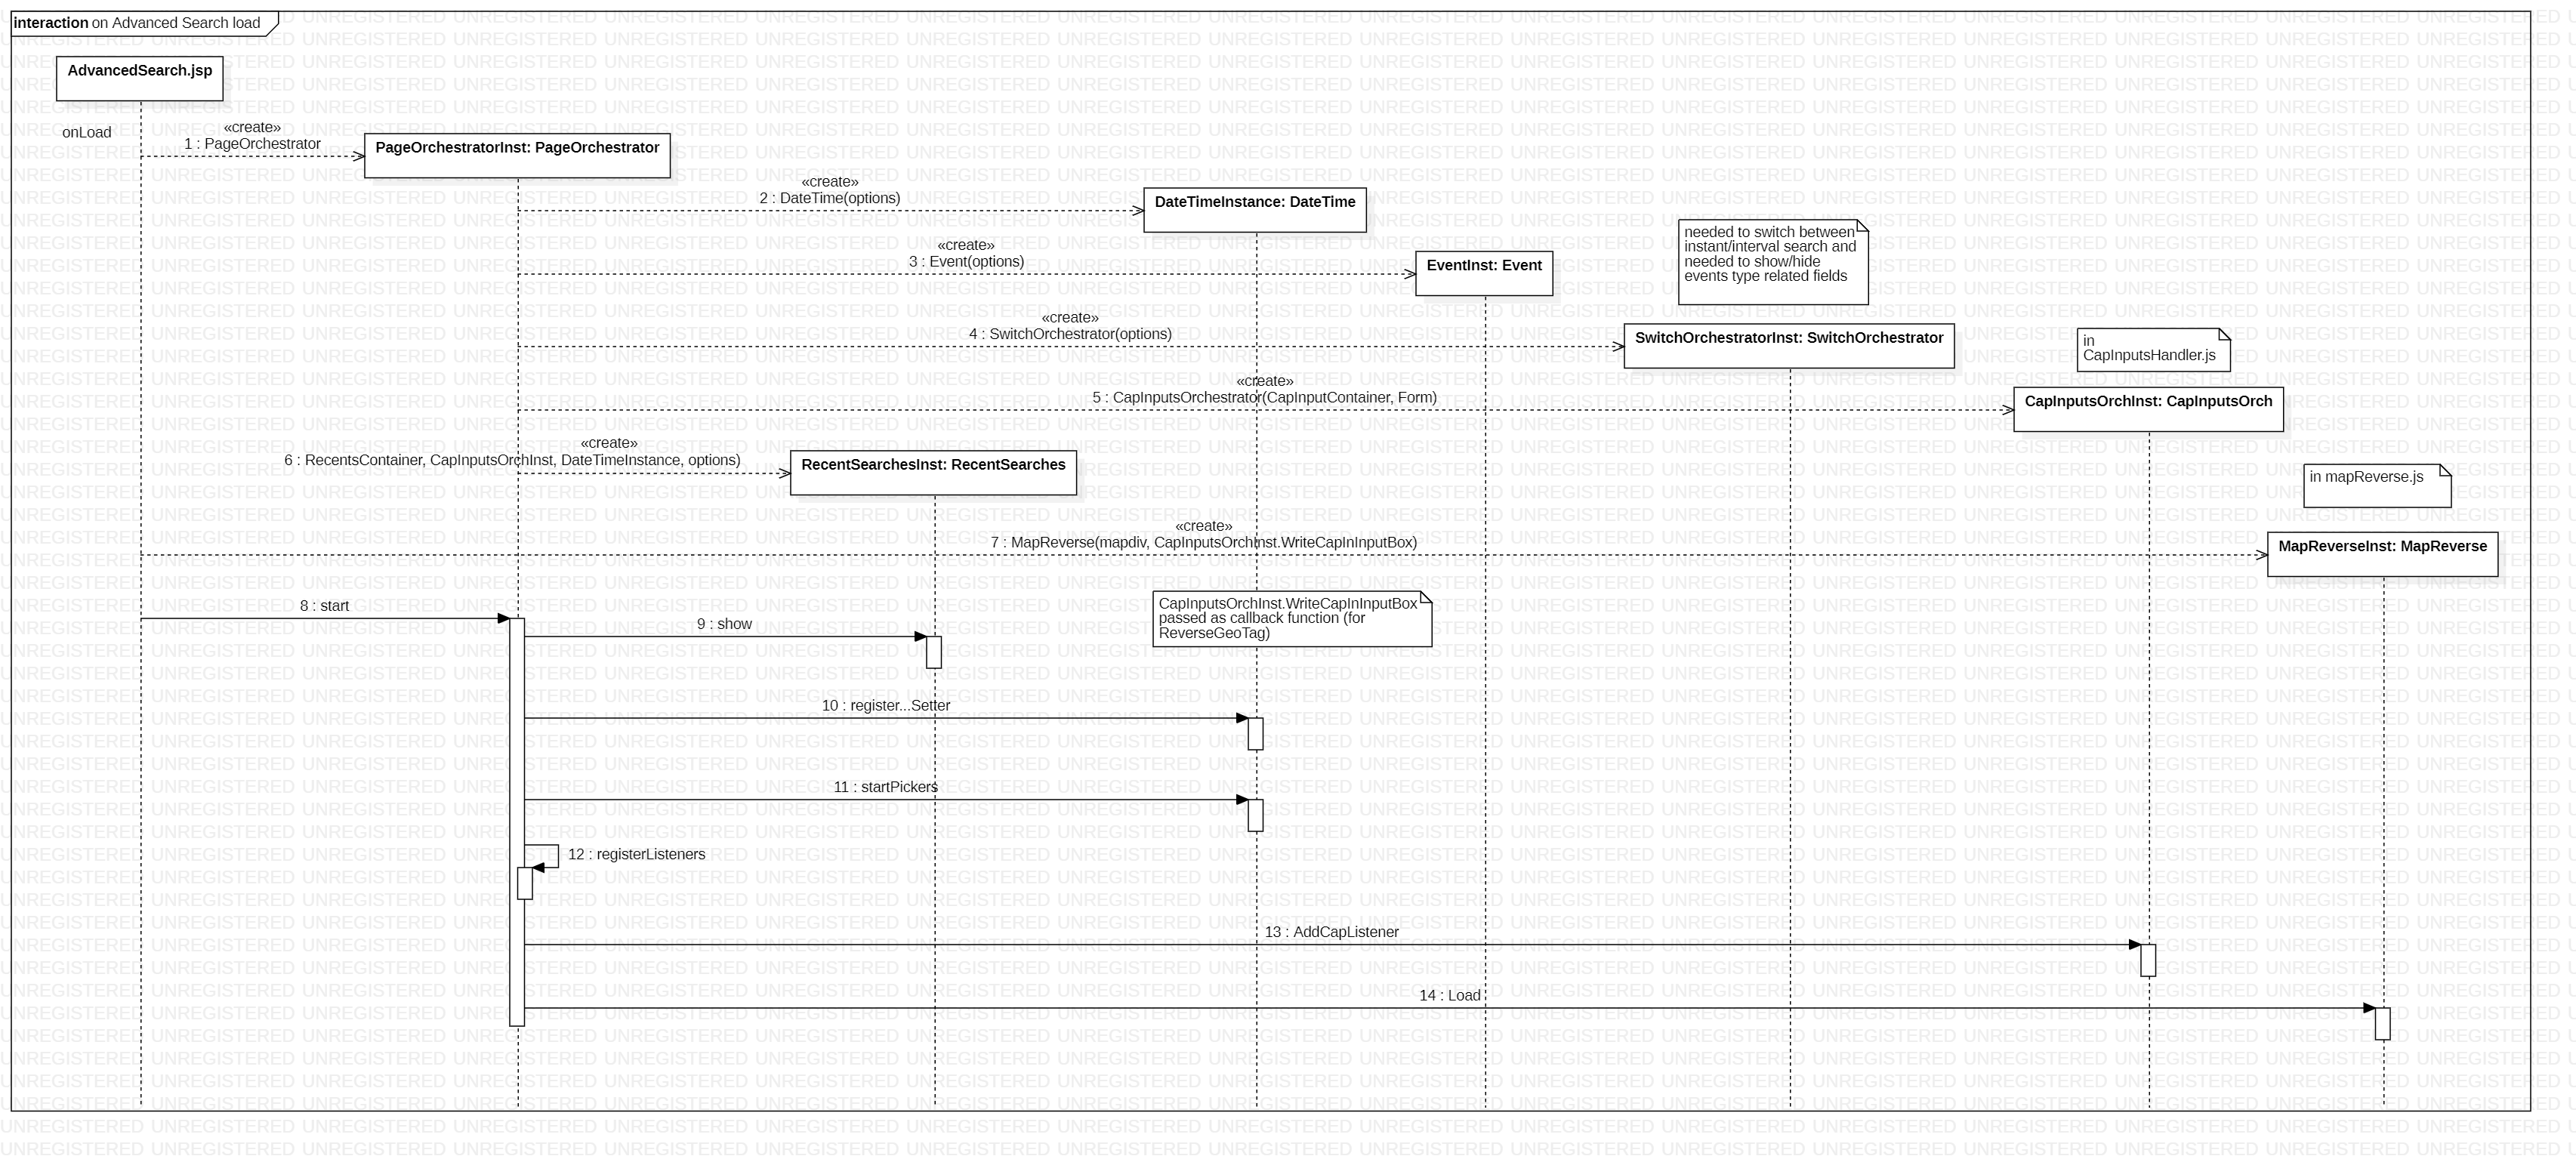 interaction on Advanced Search load
AdvancedSearch.jsp
onLoad
«create»
1 : PageOrchestrator
PageOrchestratorInst: PageOrchestrator
«create»
2 : DateTime(options)
DateTimeInstance: DateTime
«create»
3 : Event(options)
EventInst: Event
needed to switch between
instant/interval search and
needed to show/hide
events type related fields
«create»
4 : SwitchOrchestrator(options)
SwitchOrchestratorInst: SwitchOrchestrator
in
CapInputsHandler.js
«create»
5 : CapInputsOrchestrator(CapInputContainer, Form)
CapInputsOrchInst: CapInputsOrch
«create»
6 : RecentsContainer, CapInputsOrchInst, DateTimeInstance, options)
RecentSearchesInst: RecentSearches
in mapReverse.js
«create»
7 : MapReverse(mapdiv, CapInputsOrchInst.WriteCapInInputBox)
MapReverseInst: MapReverse
8 : start
9 : show
CapInputsOrchInst.WriteCapInInputBox
passed as callback function (for
ReverseGeoTag)
10 : register...Setter
11 : startPickers
12 : registerListeners
13 : AddCapListener
14 : Load
UNREGISTERED